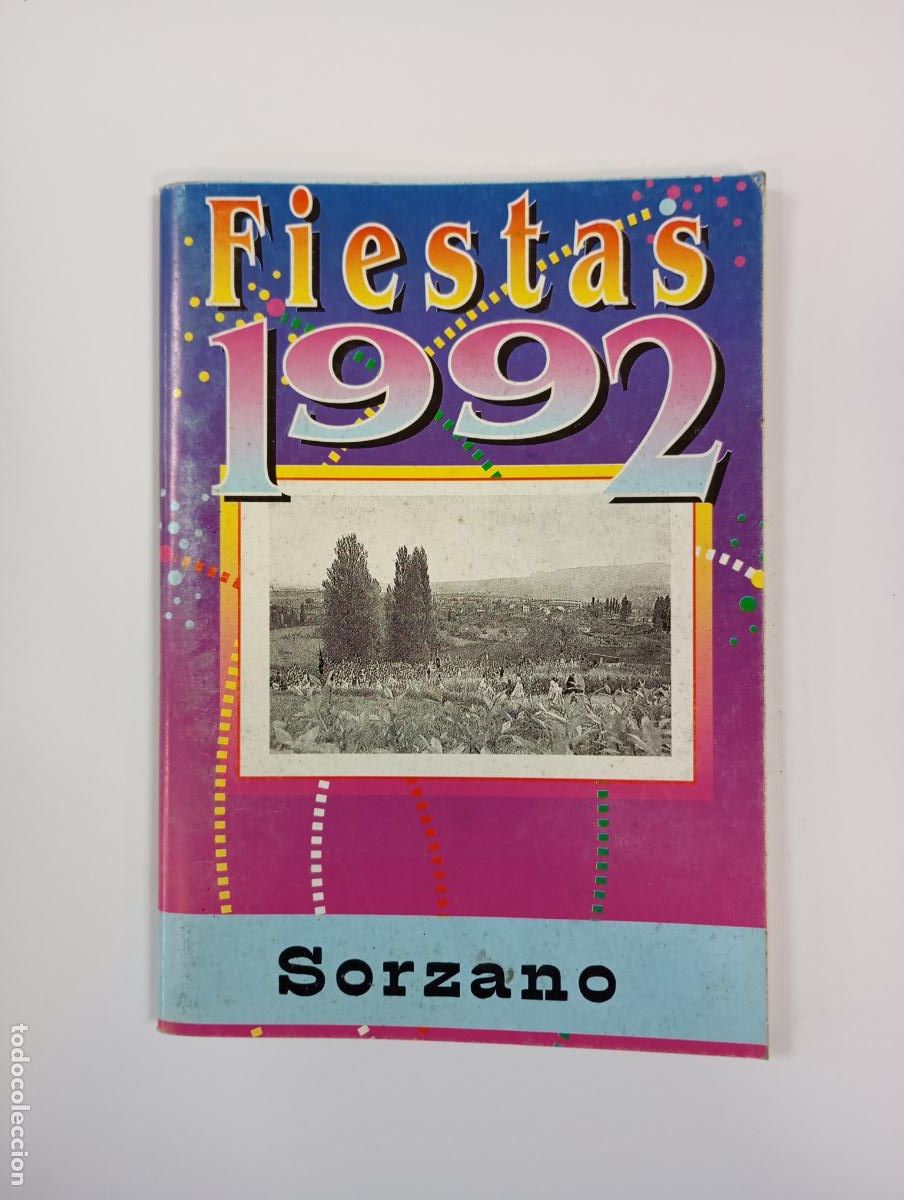 Fiestas
1992
Sorzano
todocoleccion